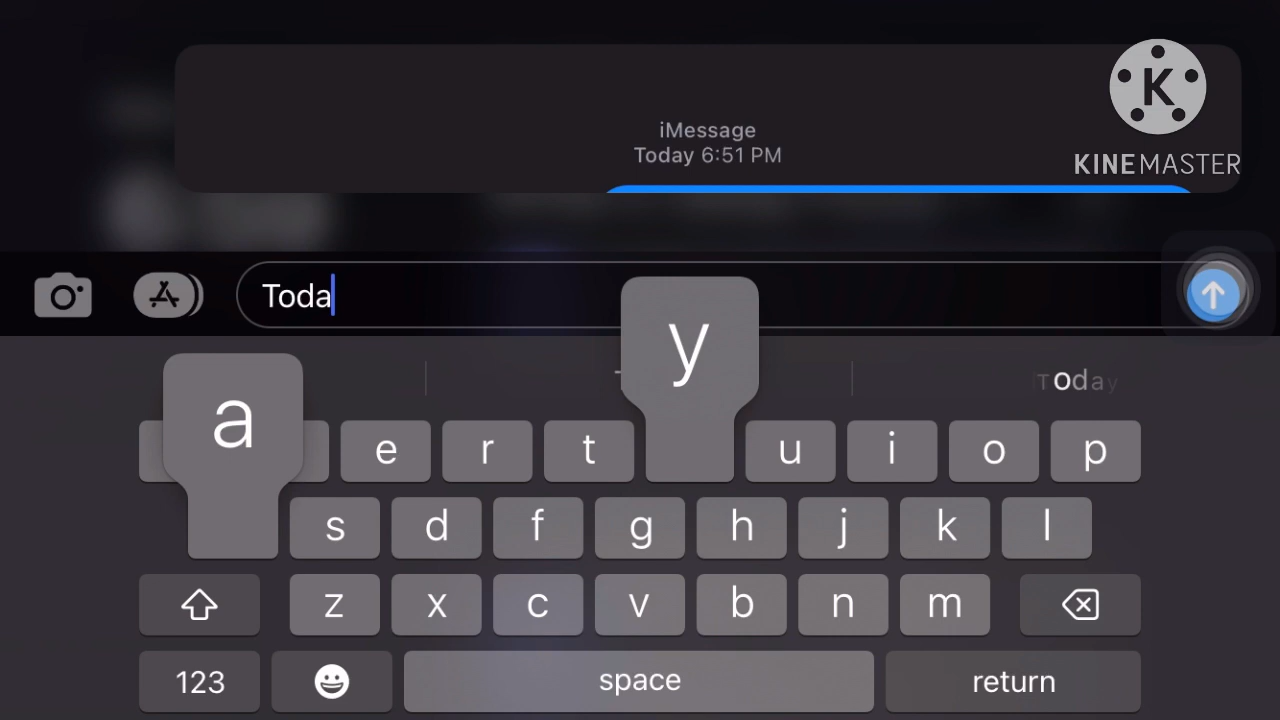 iMessage
Today 6:51 PM
K
KINEMASTER
Toda
y
Today
a
e r t u i o p
s d f g h j k l
z x c v b n m
123 space return